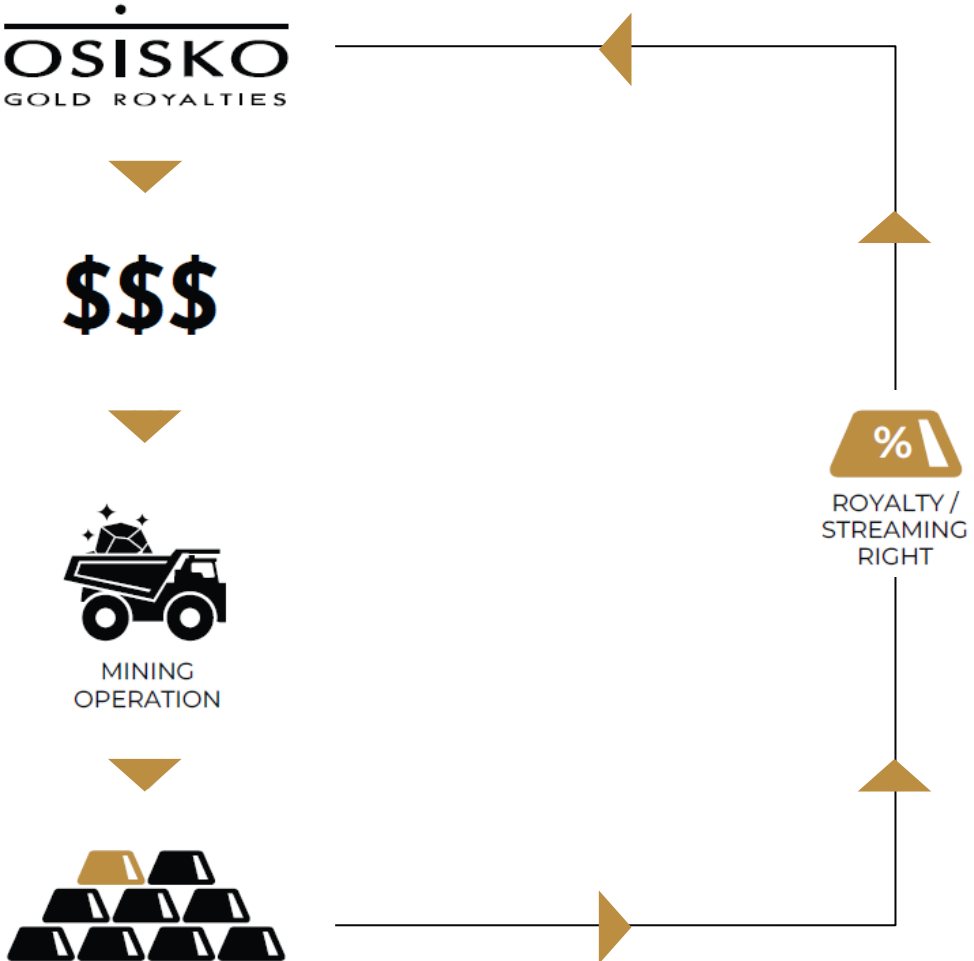 OSISKO
GOLD ROYALTIES
$$$
%
ROYALTY /
STREAMING
RIGHT
MINING
OPERATION